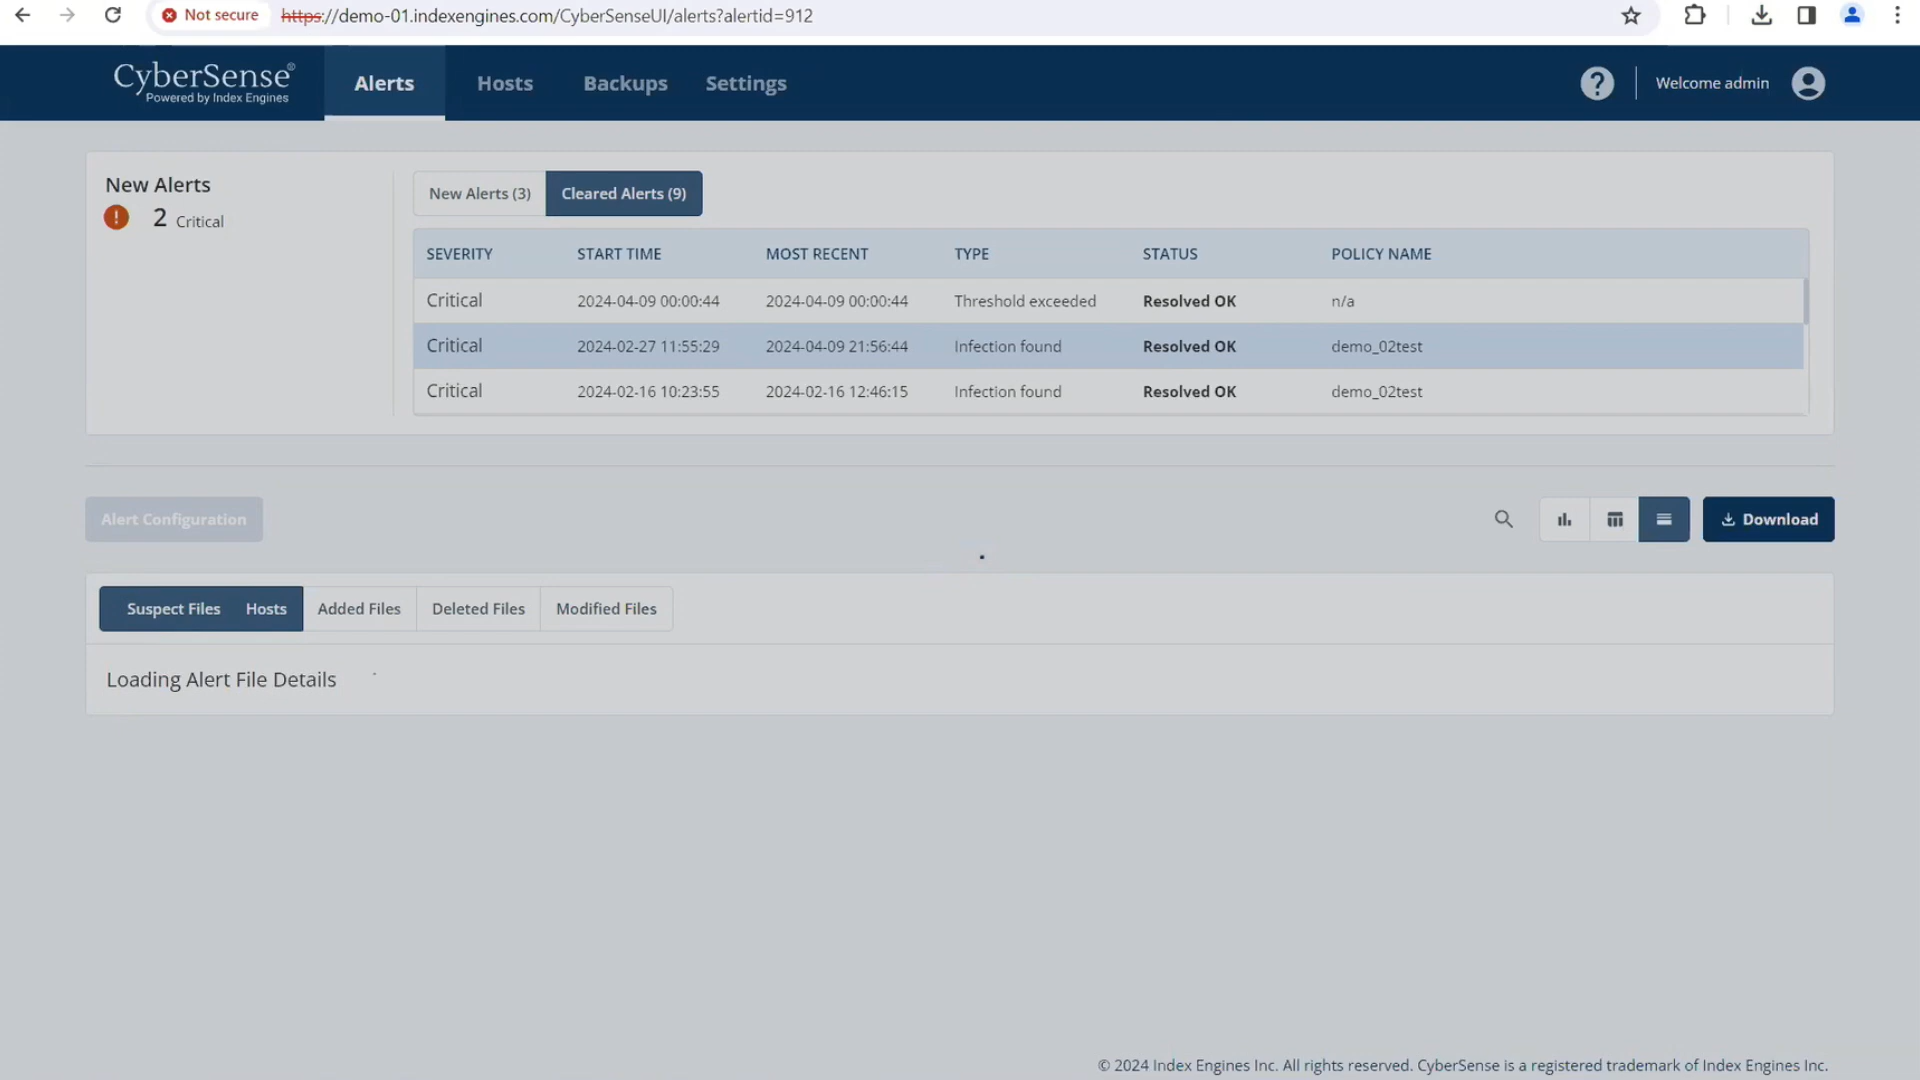 Not secure https://demo-01.indexengines.com/CyberSenseUI/alerts?alertid=912
CyberSense®
Powered by Index Engines
Alerts Hosts Backups Settings
? Welcome admin
New Alerts
! 2 Critical
New Alerts (3) Cleared Alerts (9)
SEVERITY START TIME MOST RECENT TYPE STATUS POLICY NAME
Critical 2024-04-09 00:00:44 2024-04-09 00:00:44 Threshold exceeded Resolved OK n/a
Critical 2024-02-27 11:55:29 2024-04-09 21:56:44 Infection found Resolved OK demo_02test
Critical 2024-02-16 10:23:55 2024-02-16 12:46:15 Infection found Resolved OK demo_02test
Alert Configuration Download
Suspect Files Hosts Added Files Deleted Files Modified Files
Loading Alert File Details
© 2024 Index Engines Inc. All rights reserved. CyberSense is a registered trademark of Index Engines Inc.